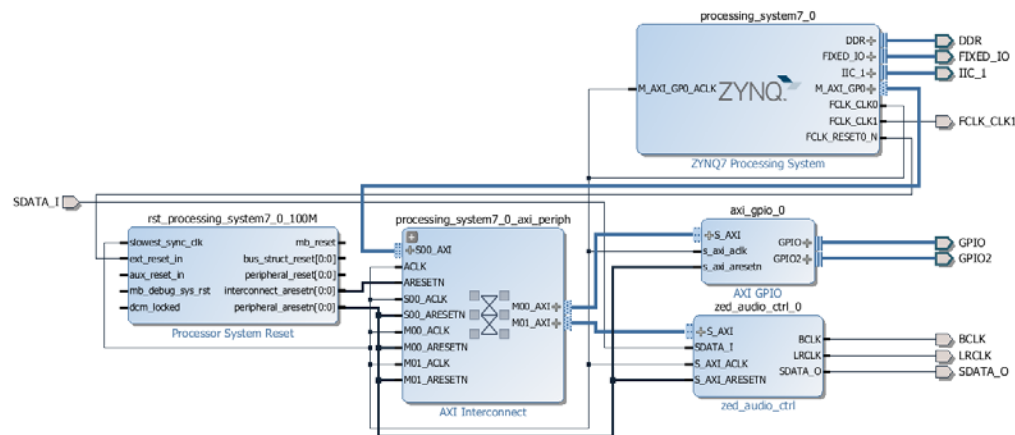 processing_system7_0
DDR
FIXED_IO
IIC_1
M_AXI_GP0_ACLK
ZYNQ
M_AXI_GP0
FCLK_CLK0
FCLK_CLK1
FCLK_RESET0_N
ZYNQ7 Processing System
DDR
FIXED_IO
IIC_1
FCLK_CLK1
SDATA_I
rst_processing_system7_0_100M
slowest_sync_clk
ext_reset_in
aux_reset_in
mb_debug_sys_rst
dcm_locked
mb_reset
bus_struct_reset[0:0]
peripheral_reset[0:0]
interconnect_aresetn[0:0]
peripheral_aresetn[0:0]
Processor System Reset
processing_system7_0_axi_periph
S00_AXI
ACLK
ARESETN
S00_ACLK
S00_ARESETN
M00_ACLK
M00_ARESETN
M01_ACLK
M01_ARESETN
M00_AXI
M01_AXI
AXI Interconnect
axi_gpio_0
S_AXI
s_axi_aclk
s_axi_aresetn
GPIO
GPIO2
AXI GPIO
GPIO
GPIO2
zed_audio_ctrl_0
S_AXI
SDATA_I
S_AXI_ACLK
S_AXI_ARESETN
BCLK
LRCLK
SDATA_O
zed_audio_ctrl
BCLK
LRCLK
SDATA_O